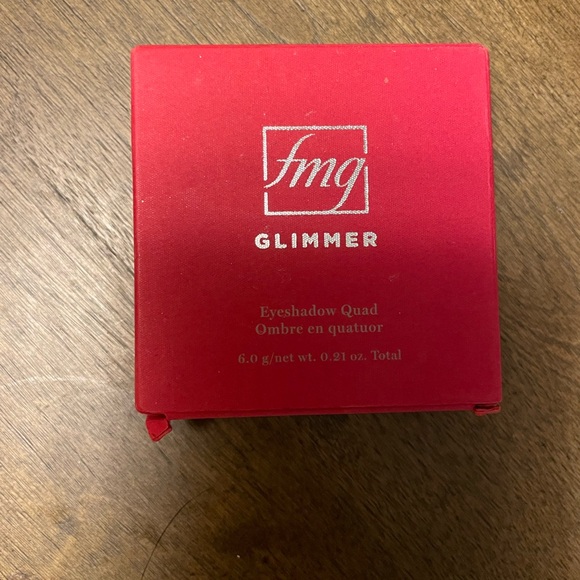 fmg
GLIMMER
Eyeshadow Quad
Ombre en quatuor
6.0 g/net wt. 0.21 oz. Total